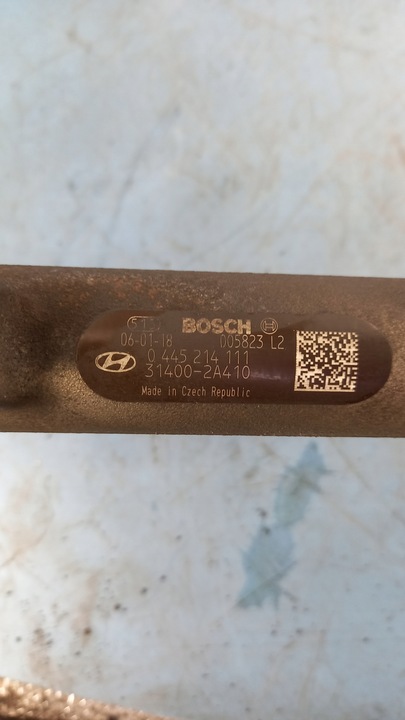 BOSCH
06-01-18 005823 L2
0 445 214 111
31400-2A410
Made in Czech Republic